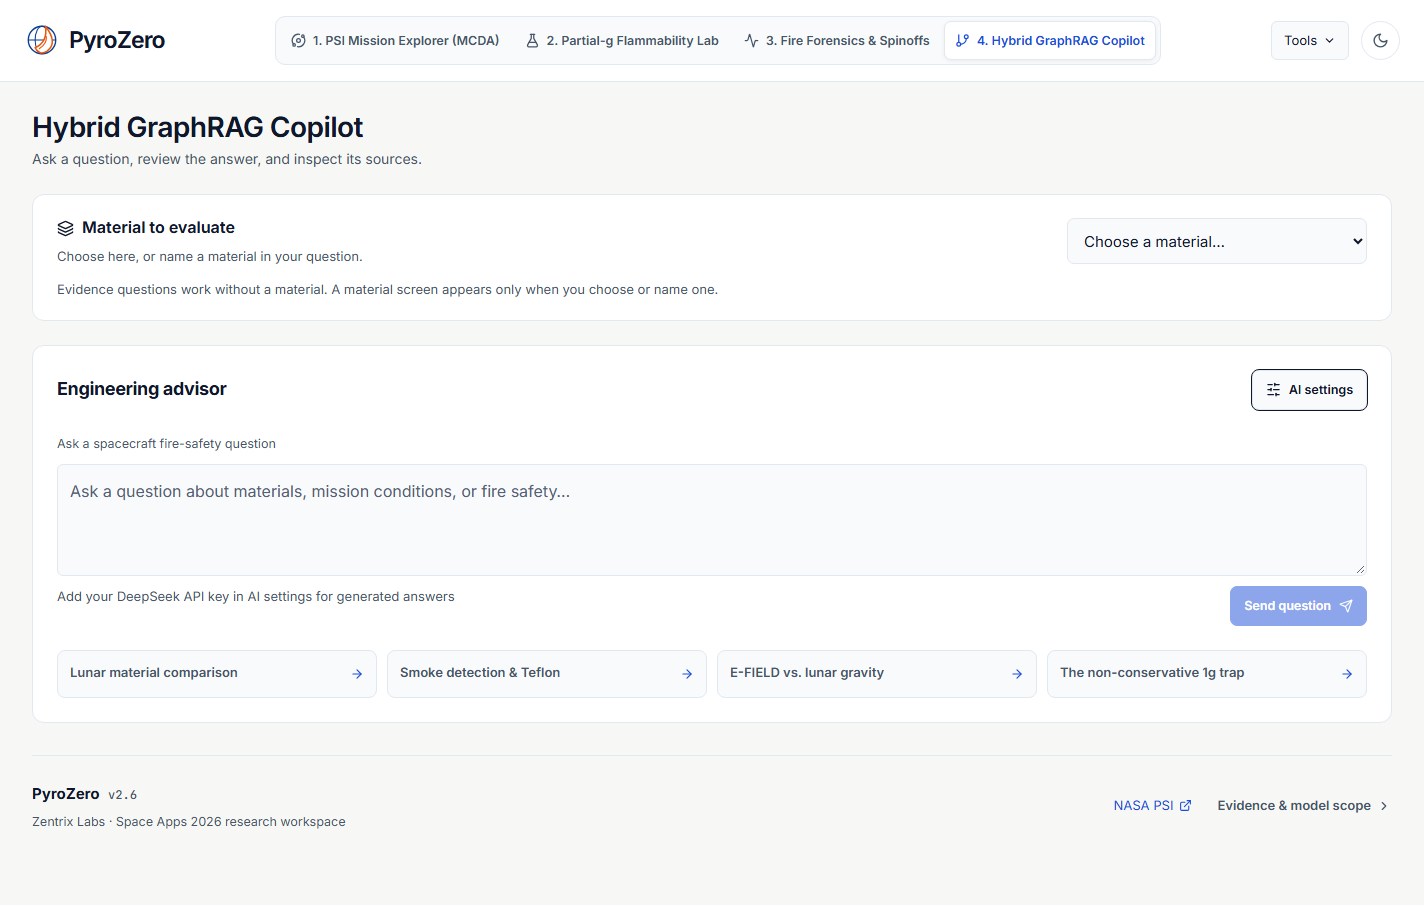 PyroZero
1. PSI Mission Explorer (MCDA)
2. Partial-g Flammability Lab
3. Fire Forensics & Spinoffs
4. Hybrid GraphRAG Copilot
Tools
Hybrid GraphRAG Copilot
Ask a question, review the answer, and inspect its sources.
Material to evaluate
Choose a material...
Choose here, or name a material in your question.
Evidence questions work without a material. A material screen appears only when you choose or name one.
Engineering advisor
AI settings
Ask a spacecraft fire-safety question
Ask a question about materials, mission conditions, or fire safety...
Add your DeepSeek API key in AI settings for generated answers
Send question
Lunar material comparison
Smoke detection & Teflon
E-FIELD vs. lunar gravity
The non-conservative 1g trap
PyroZero v2.6
NASA PSI
Evidence & model scope
Zentrix Labs · Space Apps 2026 research workspace